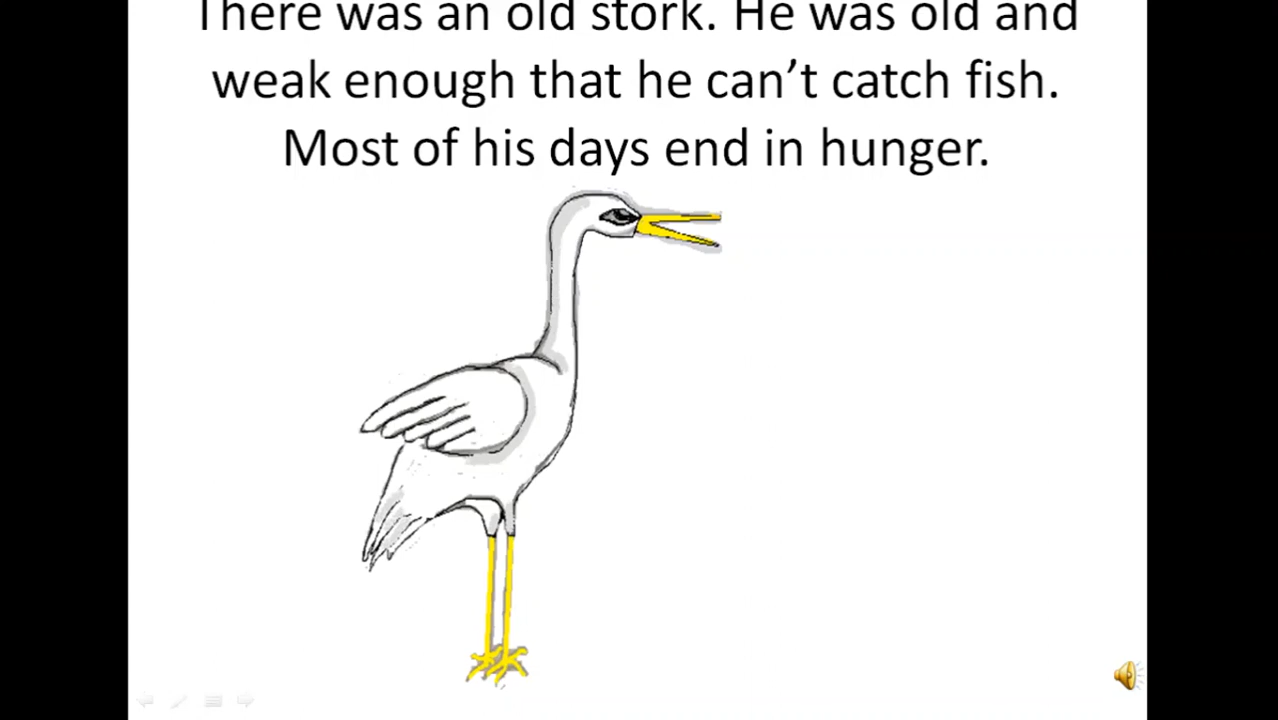 There was an old stork. He was old and
weak enough that he can’t catch fish.
Most of his days end in hunger.